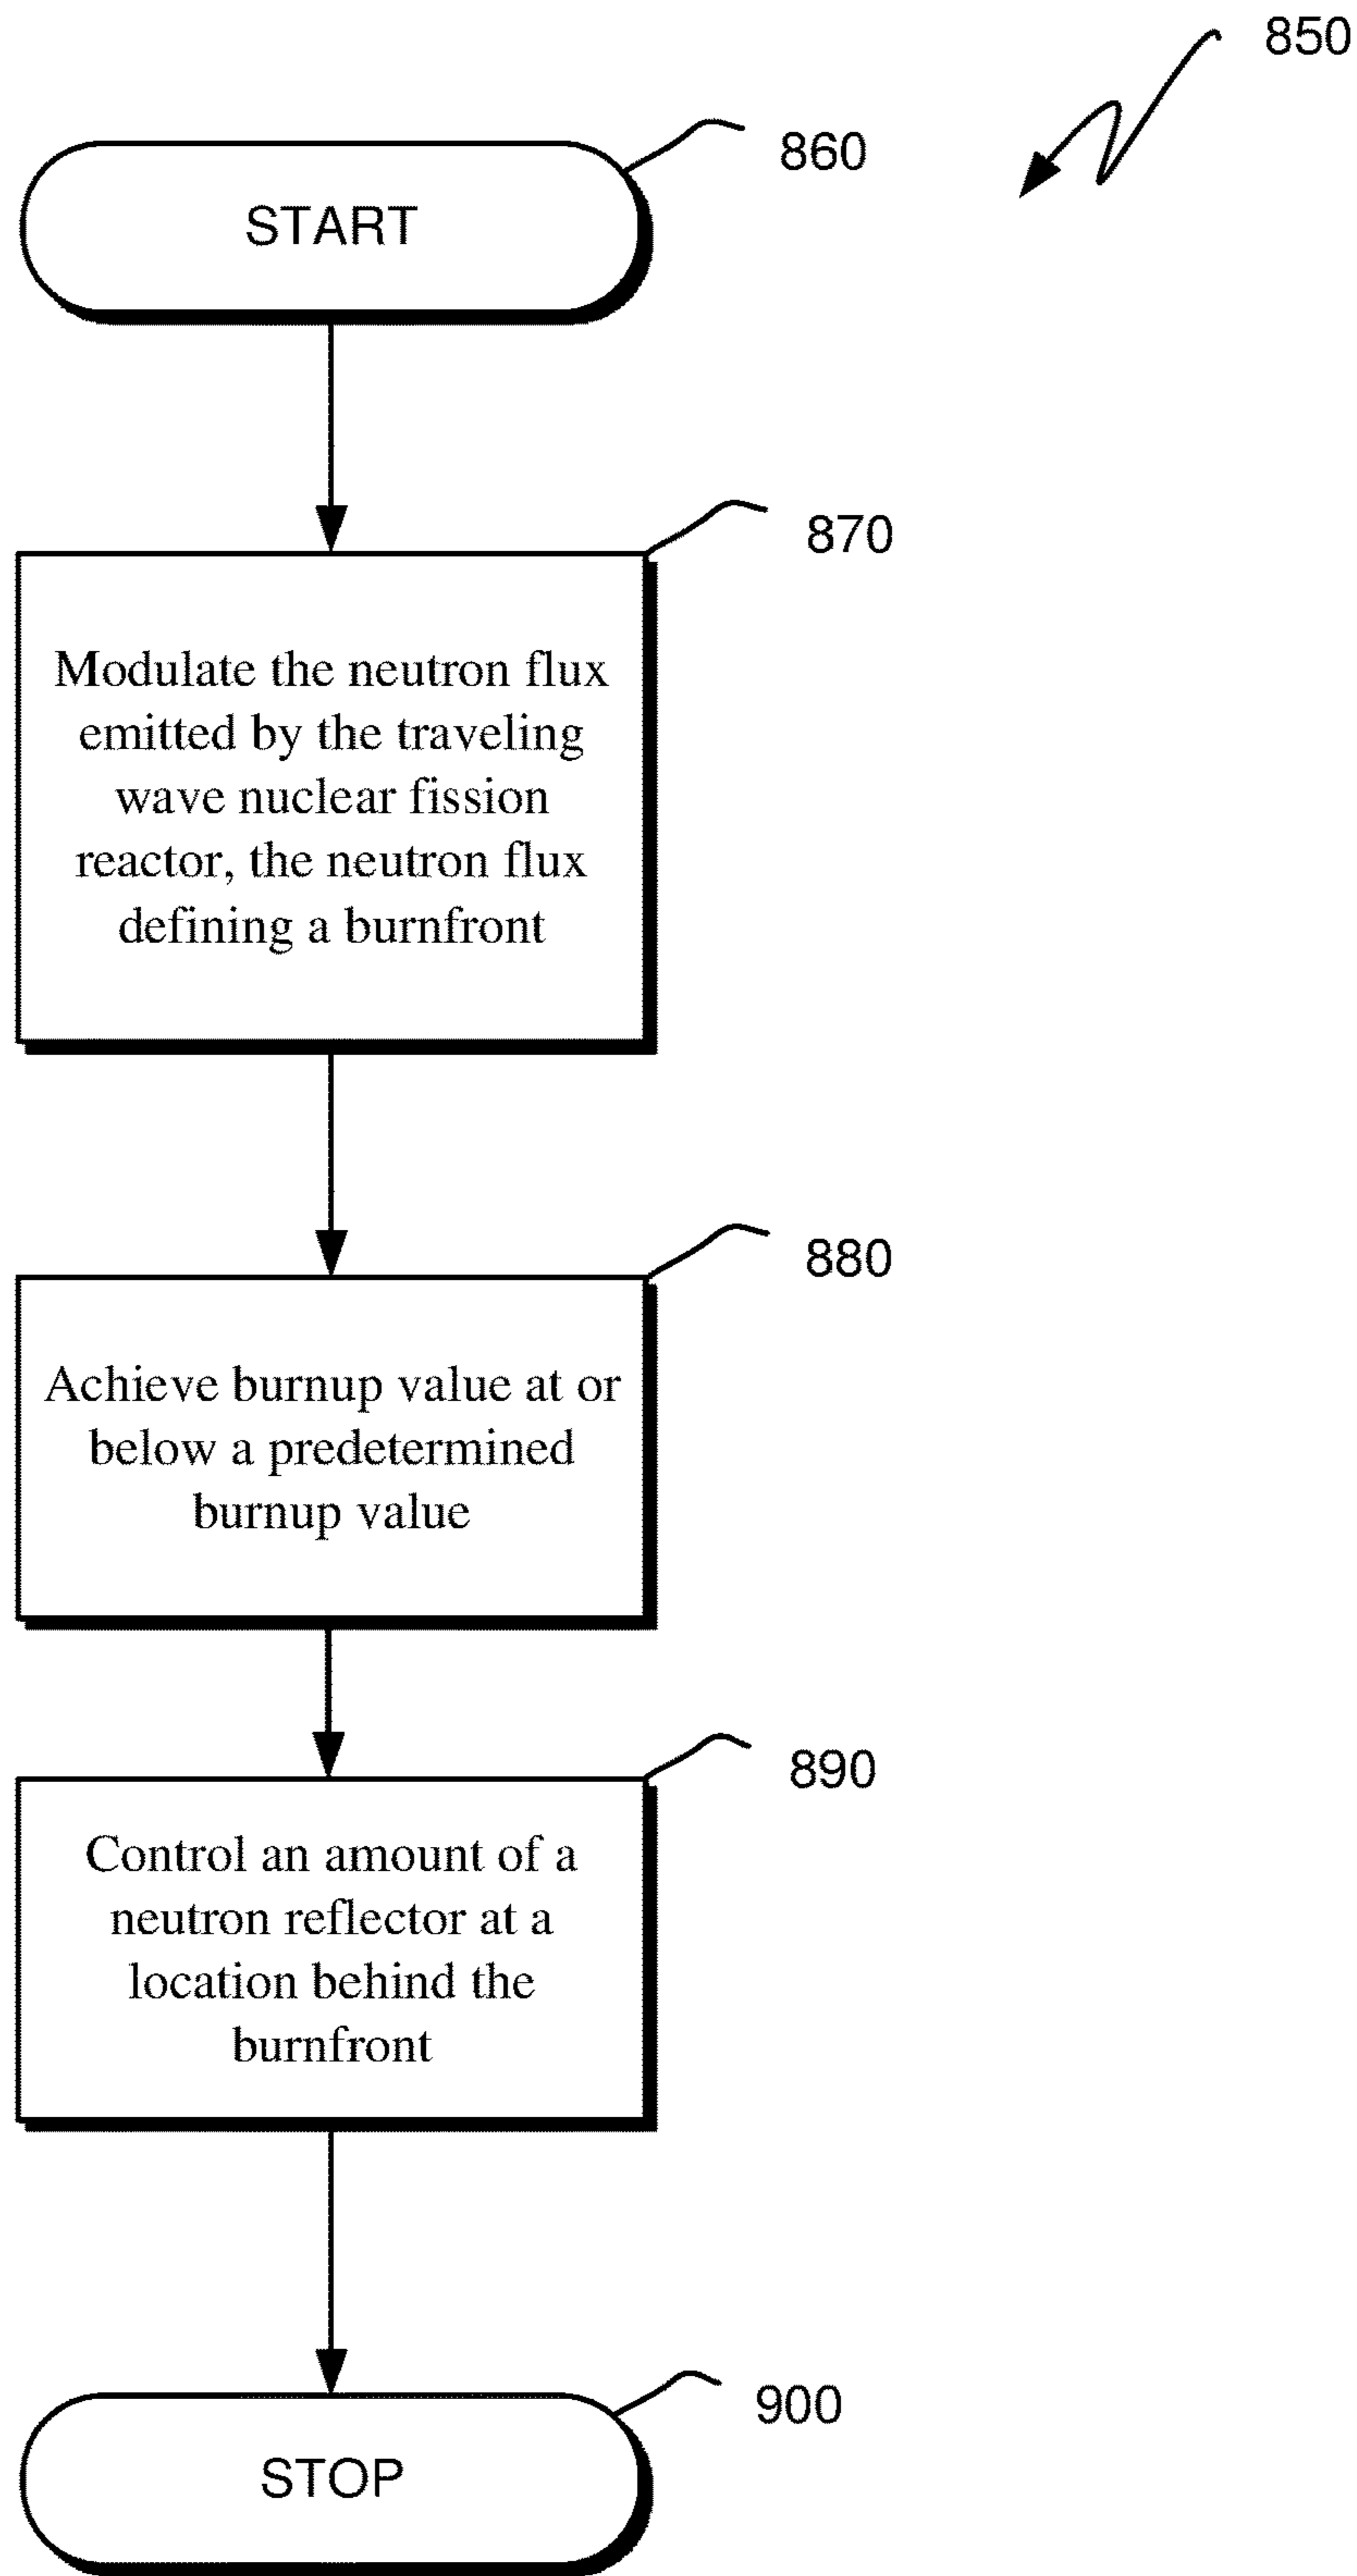 850
860
START
870
Modulate the neutron flux
emitted by the traveling
wave nuclear fission
reactor, the neutron flux
defining a burnfront
880
Achieve burnup value at or
below a predetermined
burnup value
890
Control an amount of a
neutron reflector at a
location behind the
burnfront
900
STOP